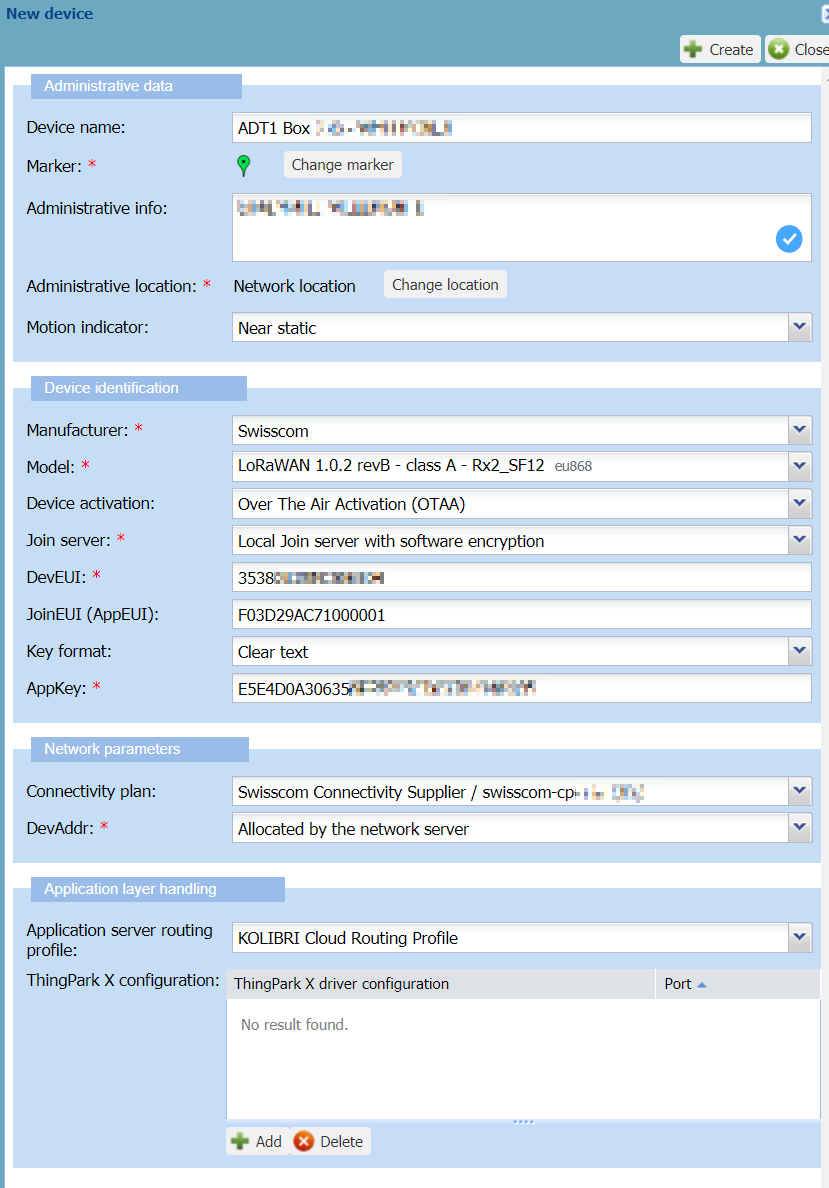 New device
Create Close
Administrative data
Device name: ADT1 Box
Marker: * Change marker
Administrative info:
Administrative location: * Network location Change location
Motion indicator: Near static
Device identification
Manufacturer: * Swisscom
Model: * LoRaWAN 1.0.2 revB - class A - Rx2_SF12 eu868
Device activation: Over The Air Activation (OTAA)
Join server: * Local Join server with software encryption
DevEUI: * 3538
JoinEUI (AppEUI): F03D29AC71000001
Key format: Clear text
AppKey: * E5E4D0A30635
Network parameters
Connectivity plan: Swisscom Connectivity Supplier / swisscom-cp
DevAddr: * Allocated by the network server
Application layer handling
Application server routing
profile: KOLIBRI Cloud Routing Profile
ThingPark X configuration: ThingPark X driver configuration Port
No result found.
Add Delete